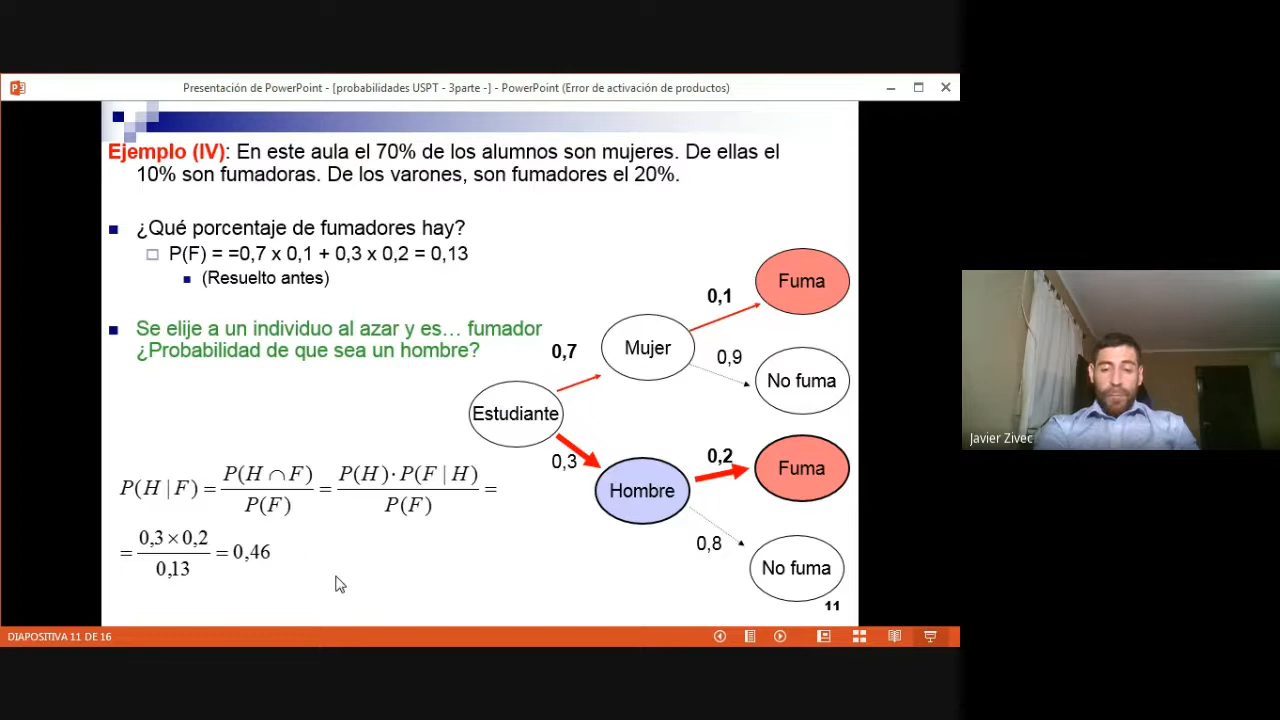 Presentación de PowerPoint - [probabilidades USPT - 3parte -] - PowerPoint (Error de activación de productos)
Ejemplo (IV): En este aula el 70% de los alumnos son mujeres. De ellas el
10% son fumadoras. De los varones, son fumadores el 20%.
¿Qué porcentaje de fumadores hay?
P(F) = =0,7 x 0,1 + 0,3 x 0,2 = 0,13
(Resuelto antes)
Se elije a un individuo al azar y es… fumador
¿Probabilidad de que sea un hombre?
0,7
0,1
Fuma
Mujer
0,9
No fuma
Estudiante
0,3
0,2
Fuma
Hombre
0,8
No fuma
P(H | F) = P(H ∩ F) / P(F) = P(H) · P(F | H) / P(F) =
= 0,3 × 0,2 / 0,13 = 0,46
11
Javier Zivec
DIAPOSITIVA 11 DE 16